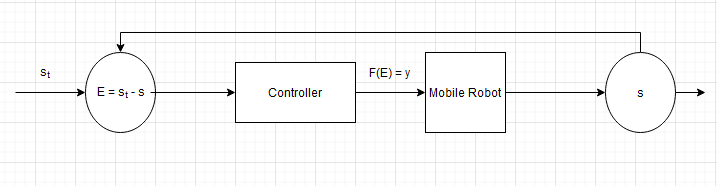 sₜ
E = sₜ - s
Controller
F(E) = y
Mobile Robot
s